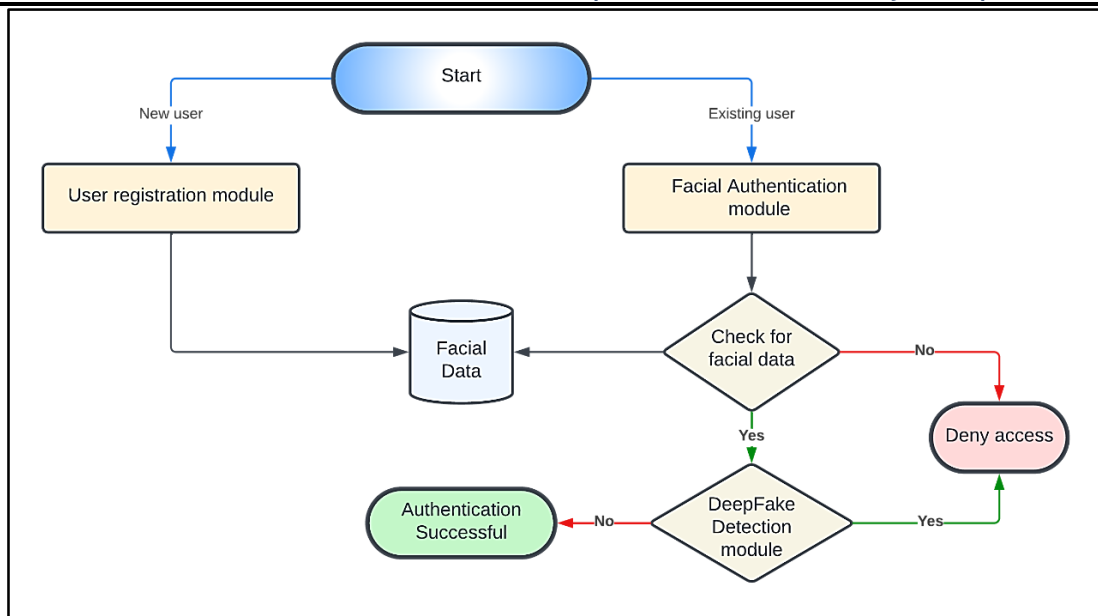 Start
New user
Existing user
User registration module
Facial Authentication
module
Facial
Data
Check for
facial data
No
Deny access
Yes
Authentication
Successful
No
DeepFake
Detection
module
Yes